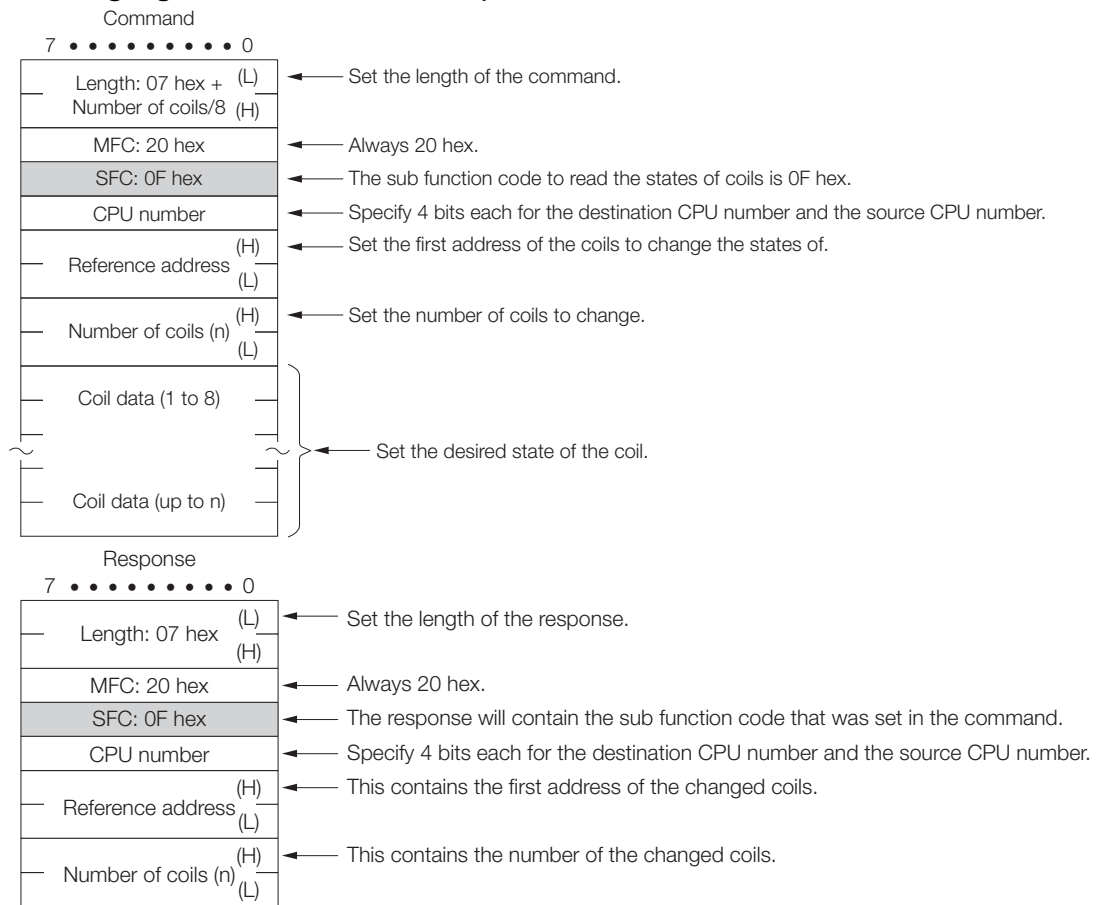 Command
7 • • • • • • • • • 0
Length: 07 hex + (L)
Number of coils/8 (H)
Set the length of the command.
MFC: 20 hex
Always 20 hex.
SFC: 0F hex
The sub function code to read the states of coils is 0F hex.
CPU number
Specify 4 bits each for the destination CPU number and the source CPU number.
Reference address (H)
(L)
Set the first address of the coils to change the states of.
Number of coils (n) (H)
(L)
Set the number of coils to change.
Coil data (1 to 8)
Set the desired state of the coil.
Coil data (up to n)
Response
7 • • • • • • • • • 0
Length: 07 hex (L)
(H)
Set the length of the response.
MFC: 20 hex
Always 20 hex.
SFC: 0F hex
The response will contain the sub function code that was set in the command.
CPU number
Specify 4 bits each for the destination CPU number and the source CPU number.
Reference address (H)
(L)
This contains the first address of the changed coils.
Number of coils (n) (H)
(L)
This contains the number of the changed coils.